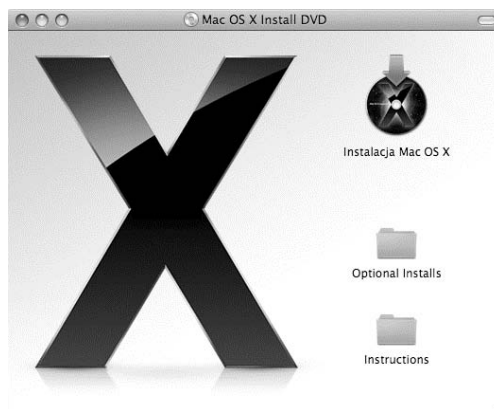 Mac OS X Install DVD
Instalacja Mac OS X
Optional Installs
Instructions